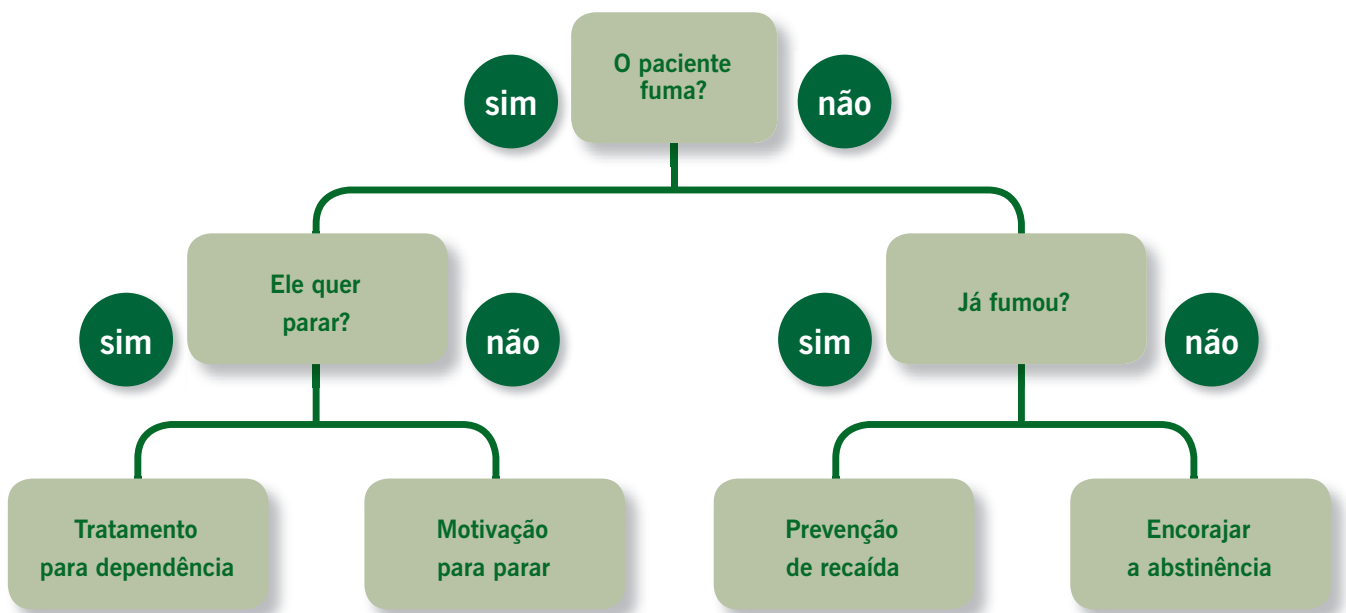 O paciente
fuma?
sim
não
Ele quer
parar?
sim
não
Já fumou?
sim
não
Tratamento
para dependência
Motivação
para parar
Prevenção
de recaída
Encorajar
a abstinência